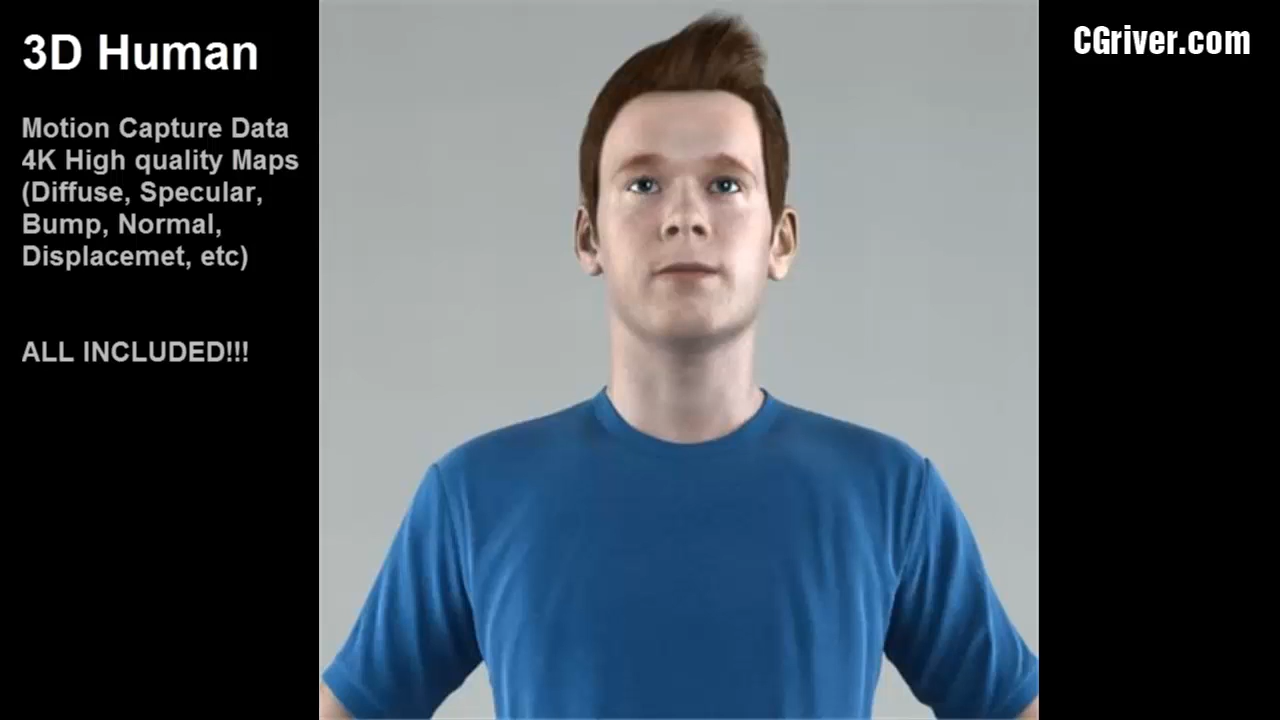 3D Human
CGriver.com
Motion Capture Data
4K High quality Maps
(Diffuse, Specular,
Bump, Normal,
Displacemet, etc)
ALL INCLUDED!!!